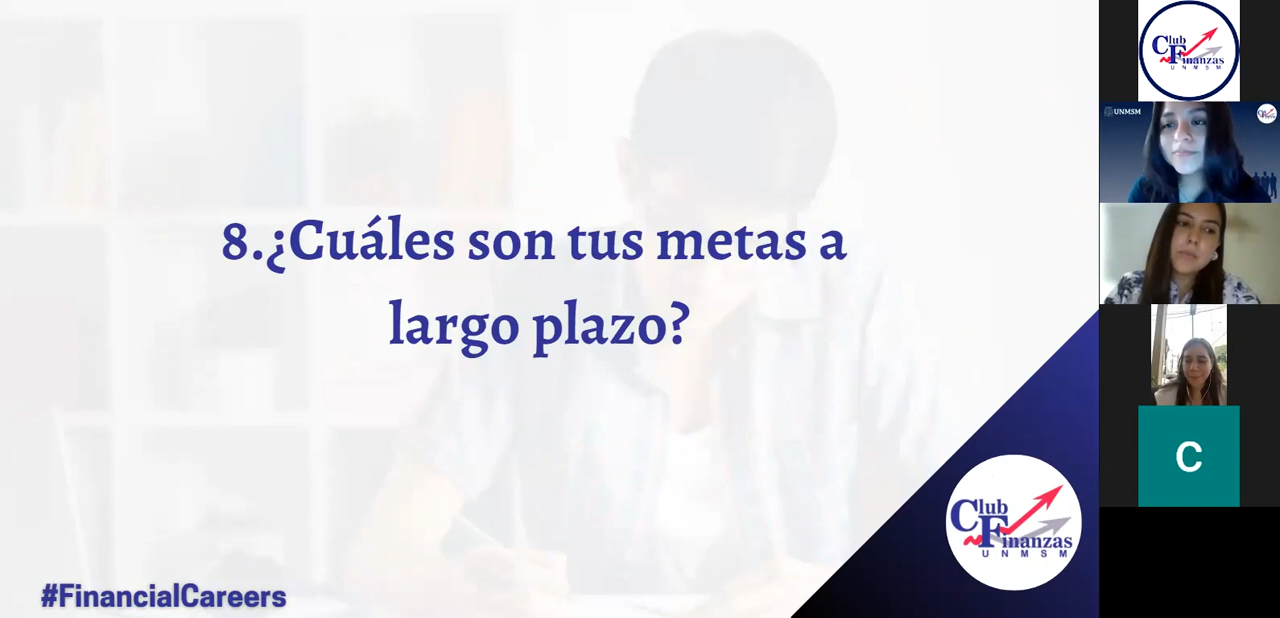 8.¿Cuáles son tus metas a
largo plazo?
#FinancialCareers
Club
Finanzas
UNMSM
Club
Finanzas
UNMSM
UNMSM
C